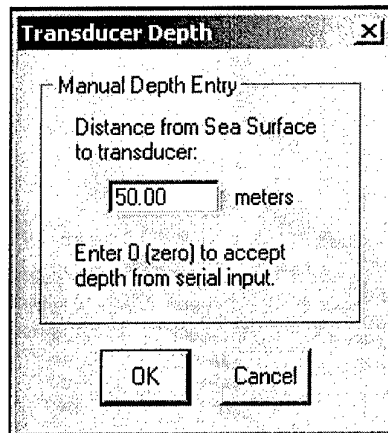 Transducer Depth
Manual Depth Entry
Distance from Sea Surface
to transducer:
50.00 meters
Enter 0 (zero) to accept
depth from serial input.
OK Cancel